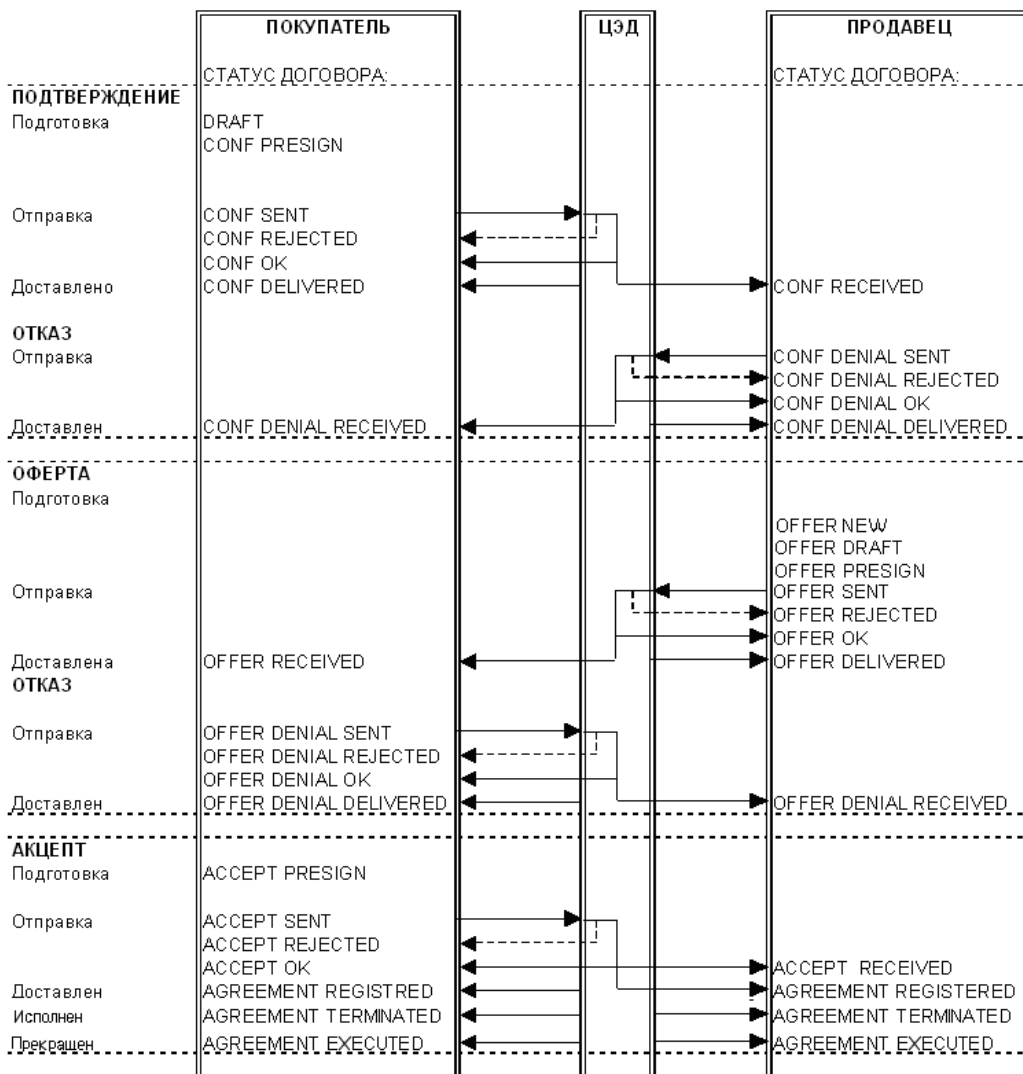 ПОКУПАТЕЛЬ ЦЭД ПРОДАВЕЦ
СТАТУС ДОГОВОРА: СТАТУС ДОГОВОРА:
ПОДТВЕРЖДЕНИЕ
Подготовка DRAFT
CONF PRESIGN
Отправка CONF SENT
CONF REJECTED
CONF OK
Доставлено CONF DELIVERED CONF RECEIVED
ОТКАЗ
Отправка CONF DENIAL SENT
CONF DENIAL REJECTED
CONF DENIAL OK
Доставлен CONF DENIAL RECEIVED CONF DENIAL DELIVERED
ОФЕРТА
Подготовка
OFFER NEW
OFFER DRAFT
OFFER PRESIGN
Отправка OFFER SENT
OFFER REJECTED
OFFER OK
Доставлена OFFER RECEIVED OFFER DELIVERED
ОТКАЗ
Отправка OFFER DENIAL SENT
OFFER DENIAL REJECTED
OFFER DENIAL OK
Доставлен OFFER DENIAL DELIVERED OFFER DENIAL RECEIVED
АКЦЕПТ
Подготовка ACCEPT PRESIGN
Отправка ACCEPT SENT
ACCEPT REJECTED
ACCEPT OK ACCEPT RECEIVED
Доставлен AGREEMENT REGISTRED AGREEMENT REGISTERED
Исполнен AGREEMENT TERMINATED AGREEMENT TERMINATED
Прекращен AGREEMENT EXECUTED AGREEMENT EXECUTED